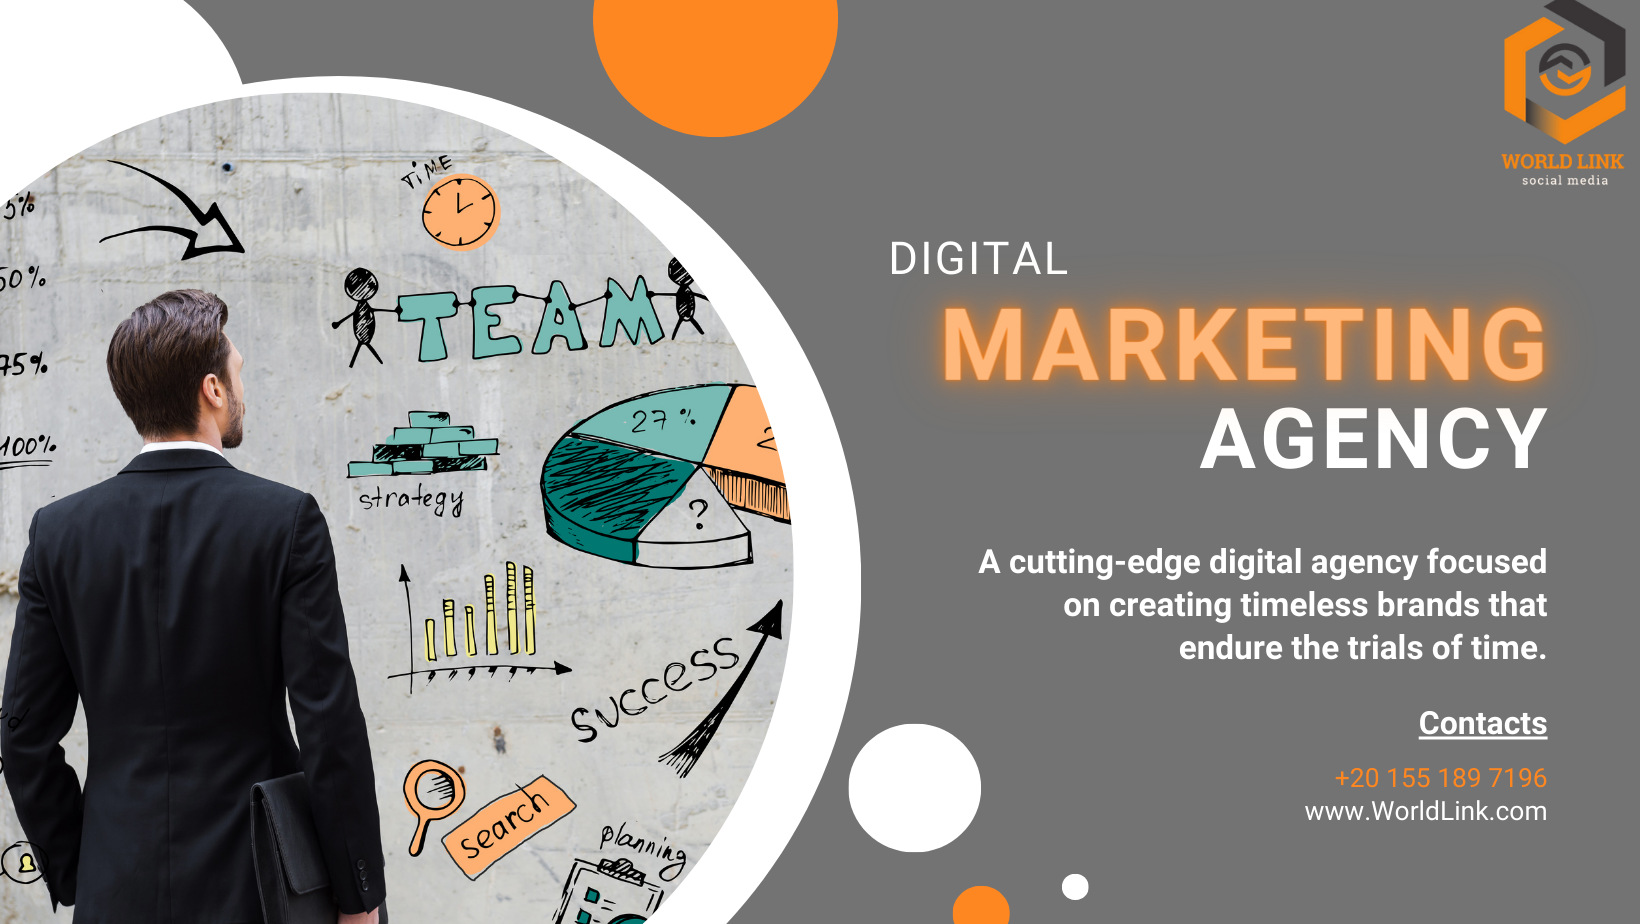 WORLD LINK
social media
DIGITAL
MARKETING
AGENCY
A cutting-edge digital agency focused
on creating timeless brands that
endure the trials of time.
Contacts
+20 155 189 7196
www.WorldLink.com
TiME
5%
50%
75%
100%
TEAM
27%
2
?
strategy
success
search
planning